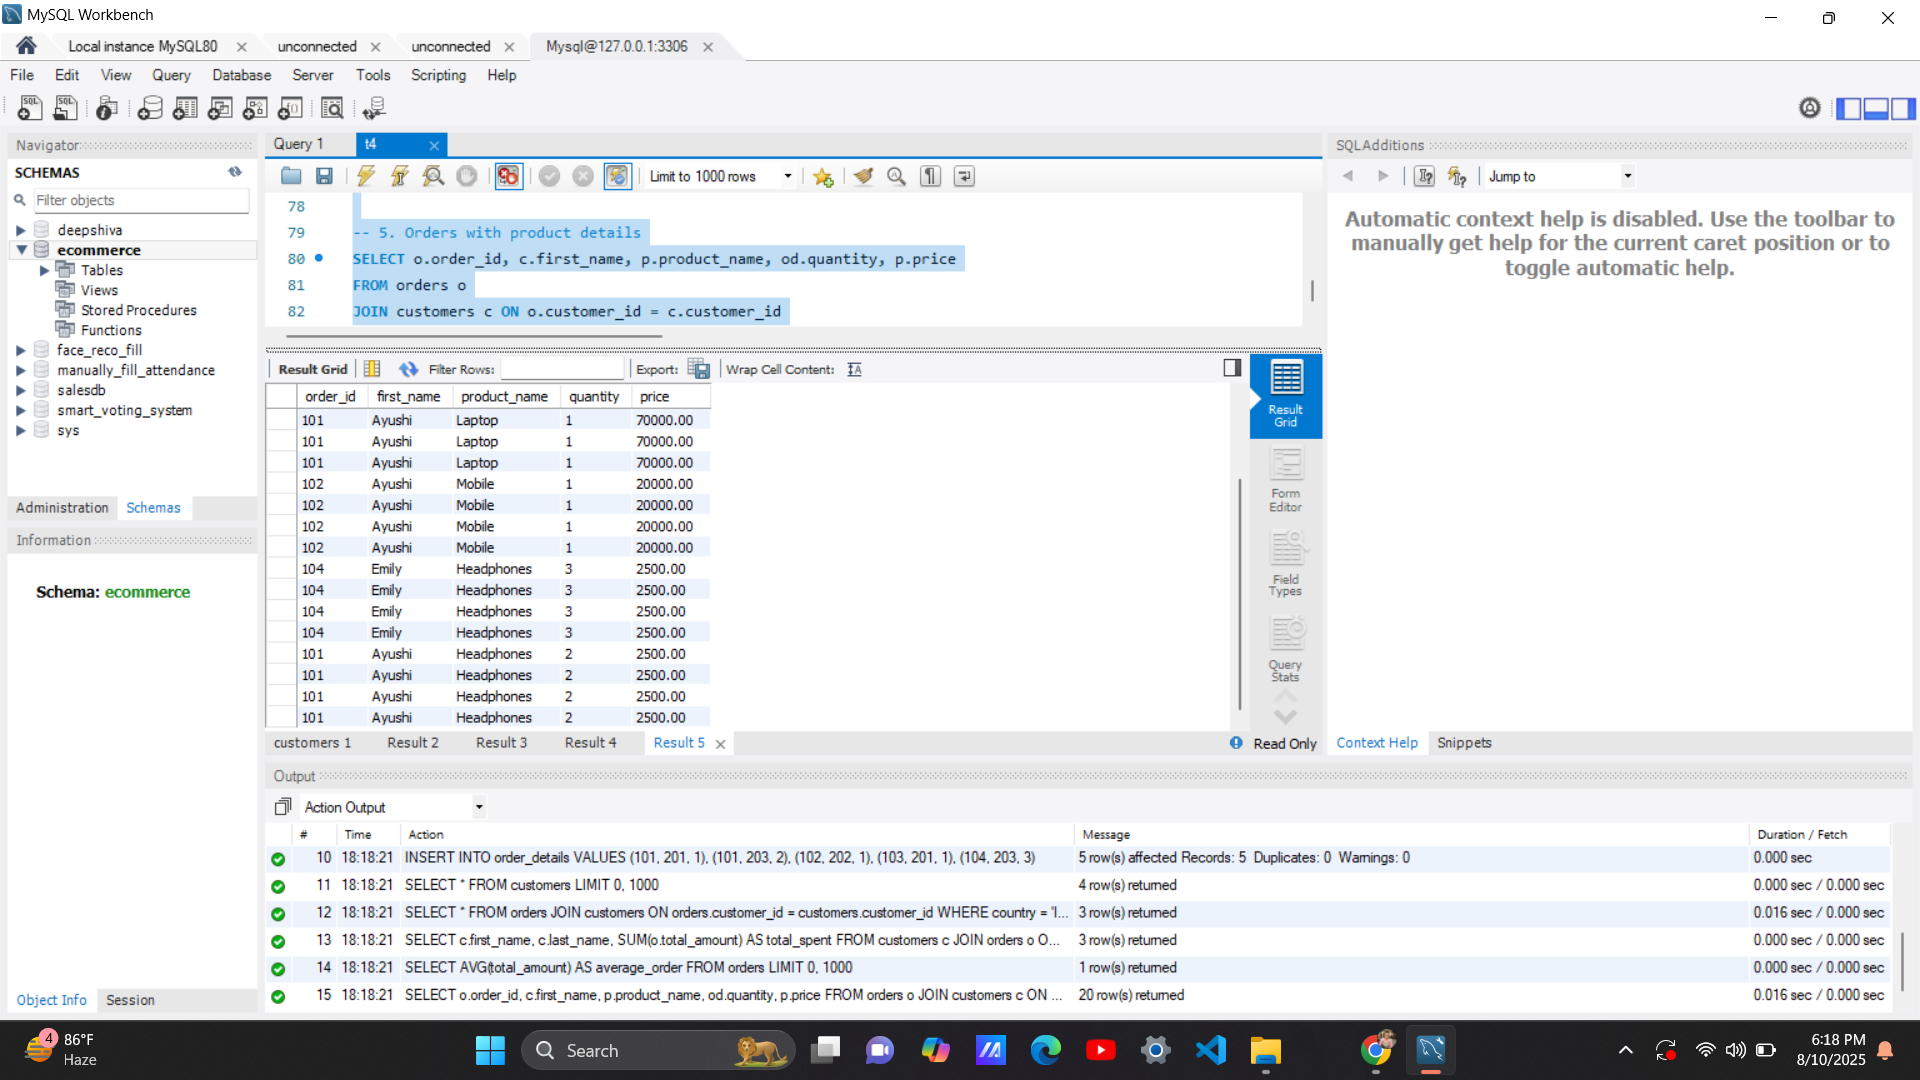 MySQL Workbench
Local instance MySQL80 unconnected unconnected Mysql@127.0.0.1:3306
File Edit View Query Database Server Tools Scripting Help
Navigator
SCHEMAS
Filter objects
deepshiva
ecommerce
Tables
Views
Stored Procedures
Functions
face_reco_fill
manually_fill_attendance
salesdb
smart_voting_system
sys
Administration Schemas
Information
Schema: ecommerce
Object Info Session
Query 1 t4
Limit to 1000 rows
78
79 -- 5. Orders with product details
80 SELECT o.order_id, c.first_name, p.product_name, od.quantity, p.price
81 FROM orders o
82 JOIN customers c ON o.customer_id = c.customer_id
Result Grid Filter Rows: Export: Wrap Cell Content:
order_id first_name product_name quantity price
101 Ayushi Laptop 1 70000.00
101 Ayushi Laptop 1 70000.00
101 Ayushi Laptop 1 70000.00
102 Ayushi Mobile 1 20000.00
102 Ayushi Mobile 1 20000.00
102 Ayushi Mobile 1 20000.00
102 Ayushi Mobile 1 20000.00
104 Emily Headphones 3 2500.00
104 Emily Headphones 3 2500.00
104 Emily Headphones 3 2500.00
104 Emily Headphones 3 2500.00
101 Ayushi Headphones 2 2500.00
101 Ayushi Headphones 2 2500.00
101 Ayushi Headphones 2 2500.00
101 Ayushi Headphones 2 2500.00
Result Grid
Form Editor
Field Types
Query Stats
customers 1 Result 2 Result 3 Result 4 Result 5 Read Only
SQLAdditions
Jump to
Automatic context help is disabled. Use the toolbar to
manually get help for the current caret position or to
toggle automatic help.
Context Help Snippets
Output
Action Output
# Time Action Message Duration / Fetch
10 18:18:21 INSERT INTO order_details VALUES (101, 201, 1), (101, 203, 2), (102, 202, 1), (103, 201, 1), (104, 203, 3) 5 row(s) affected Records: 5 Duplicates: 0 Warnings: 0 0.000 sec
11 18:18:21 SELECT * FROM customers LIMIT 0, 1000 4 row(s) returned 0.000 sec / 0.000 sec
12 18:18:21 SELECT * FROM orders JOIN customers ON orders.customer_id = customers.customer_id WHERE country = 'I... 3 row(s) returned 0.016 sec / 0.000 sec
13 18:18:21 SELECT c.first_name, c.last_name, SUM(o.total_amount) AS total_spent FROM customers c JOIN orders o O... 3 row(s) returned 0.000 sec / 0.000 sec
14 18:18:21 SELECT AVG(total_amount) AS average_order FROM orders LIMIT 0, 1000 1 row(s) returned 0.000 sec / 0.000 sec
15 18:18:21 SELECT o.order_id, c.first_name, p.product_name, od.quantity, p.price FROM orders o JOIN customers c ON ... 20 row(s) returned 0.016 sec / 0.000 sec
4 86°F
Haze
Search
6:18 PM
8/10/2025